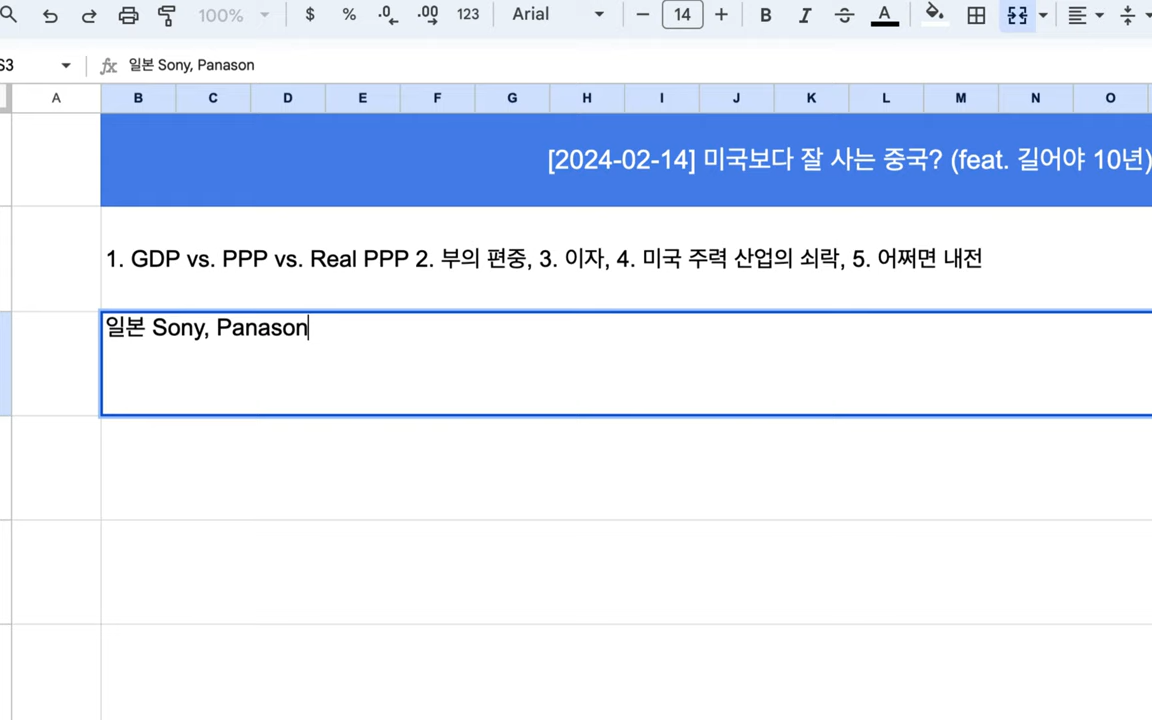 100%
$ % .0 .00 123 Arial 14 B I A
S3 fx 일본 Sony, Panason
A B C D E F G H I J K L M N O
[2024-02-14] 미국보다 잘 사는 중국? (feat. 길어야 10년)
1. GDP vs. PPP vs. Real PPP 2. 부의 편중, 3. 이자, 4. 미국 주력 산업의 쇠락, 5. 어쩌면 내전
일본 Sony, Panason